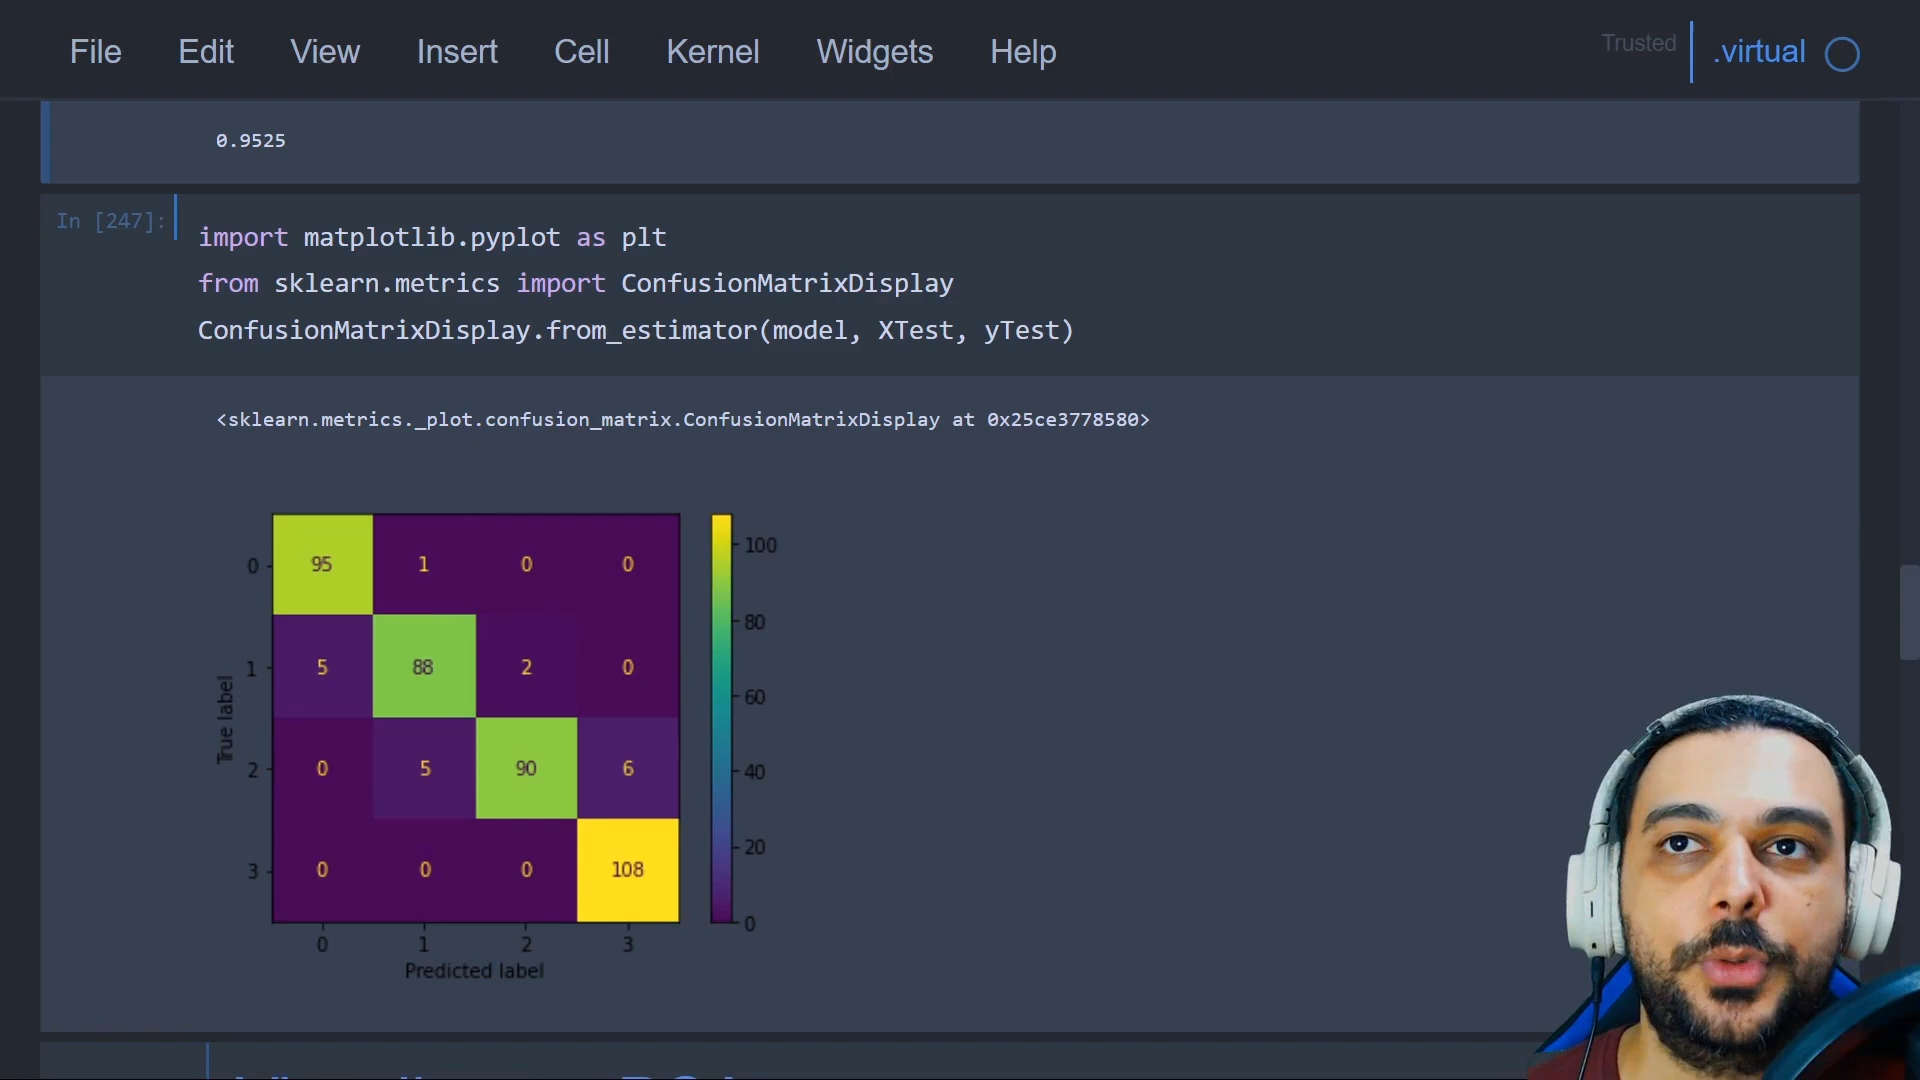 File Edit View Insert Cell Kernel Widgets Help Trusted .virtual
0.9525
In [247]:
import matplotlib.pyplot as plt
from sklearn.metrics import ConfusionMatrixDisplay
ConfusionMatrixDisplay.from_estimator(model, XTest, yTest)
<sklearn.metrics._plot.confusion_matrix.ConfusionMatrixDisplay at 0x25ce3778580>
True label
0 95 1 0 0
1 5 88 2 0
2 0 5 90 6
3 0 0 0 108
0 1 2 3
Predicted label
100
80
60
40
20
0